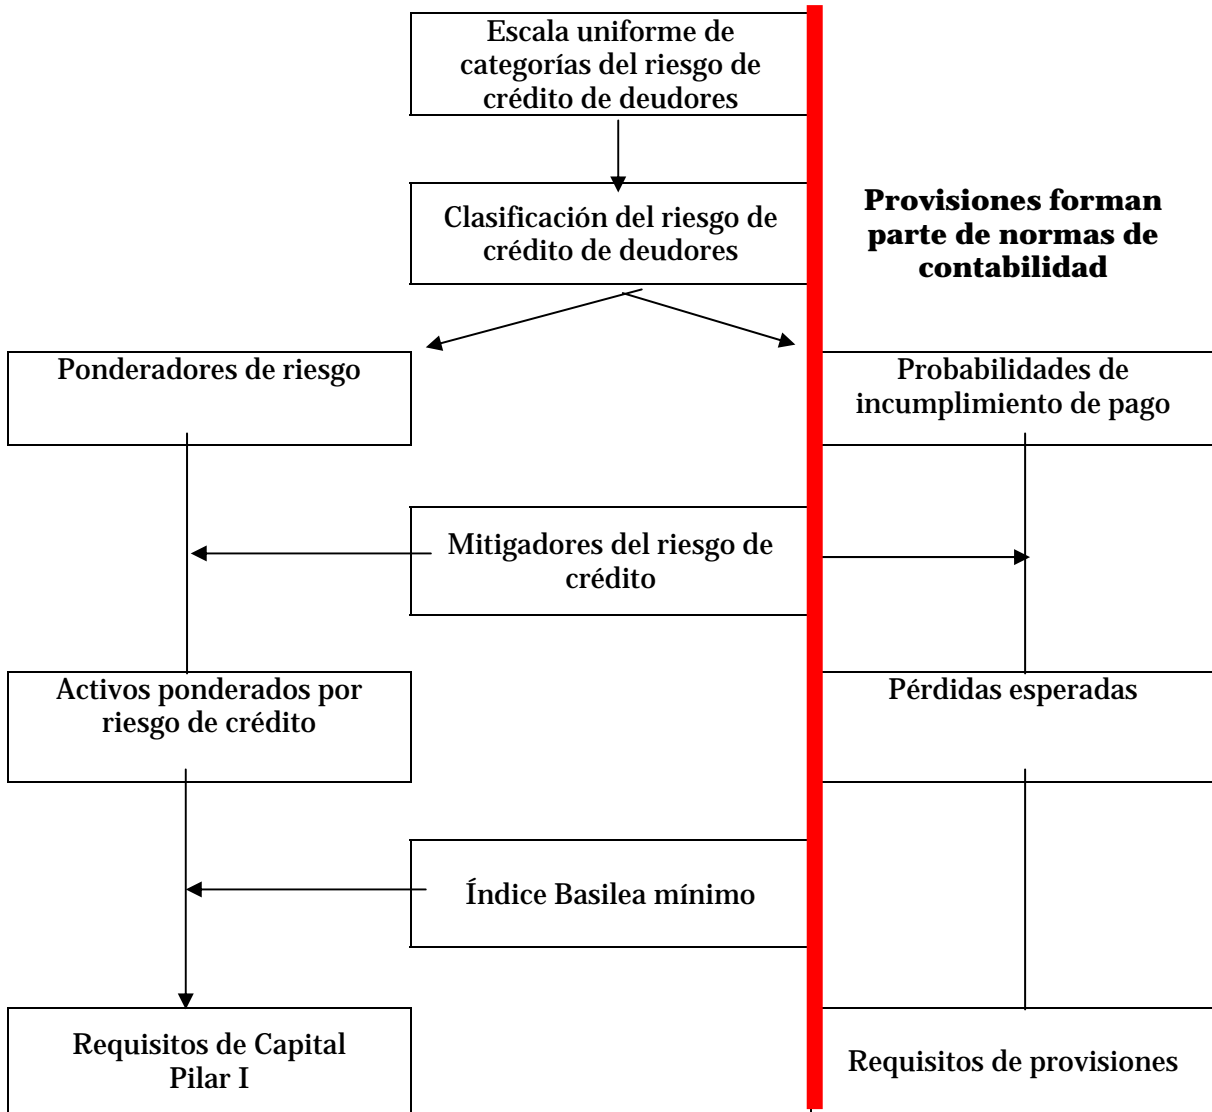 Escala uniforme de
categorías del riesgo de
crédito de deudores
Clasificación del riesgo de
crédito de deudores
Provisiones forman
parte de normas de
contabilidad
Ponderadores de riesgo
Probabilidades de
incumplimiento de pago
Mitigadores del riesgo de
crédito
Activos ponderados por
riesgo de crédito
Pérdidas esperadas
Índice Basilea mínimo
Requisitos de Capital
Pilar I
Requisitos de provisiones